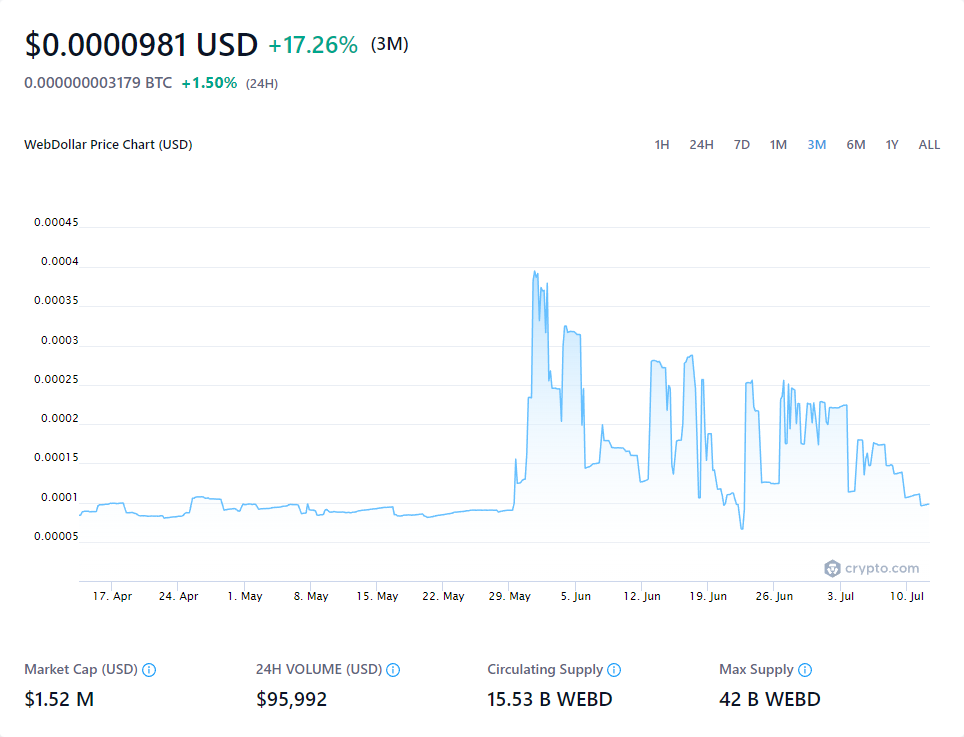 $0.0000981 USD +17.26% (3M)
0.000000003179 BTC +1.50% (24H)
WebDollar Price Chart (USD) 1H 24H 7D 1M 3M 6M 1Y ALL
0.00045
0.0004
0.00035
0.0003
0.00025
0.0002
0.00015
0.0001
0.00005
crypto.com
17. Apr 24. Apr 1. May 8. May 15. May 22. May 29. May 5. Jun 12. Jun 19. Jun 26. Jun 3. Jul 10. Jul
Market Cap (USD) 24H VOLUME (USD) Circulating Supply Max Supply
$1.52 M $95,992 15.53 B WEBD 42 B WEBD